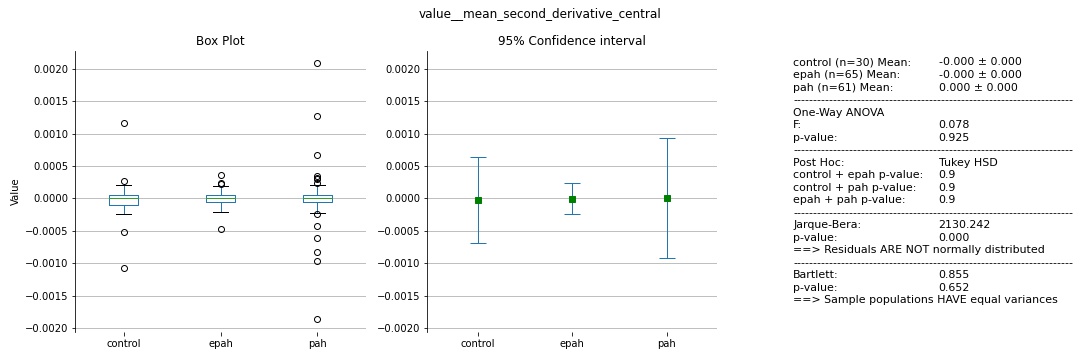 value__mean_second_derivative_central
Box Plot
0.0020
0.0015
0.0010
0.0005
0.0000
−0.0005
−0.0010
−0.0015
−0.0020
Value
control epah pah
95% Confidence interval
0.0020
0.0015
0.0010
0.0005
0.0000
−0.0005
−0.0010
−0.0015
−0.0020
control epah pah
control (n=30) Mean: -0.000 ± 0.000
epah (n=65) Mean: -0.000 ± 0.000
pah (n=61) Mean: 0.000 ± 0.000
One-Way ANOVA
F: 0.078
p-value: 0.925
Post Hoc: Tukey HSD
control + epah p-value: 0.9
control + pah p-value: 0.9
epah + pah p-value: 0.9
Jarque-Bera: 2130.242
p-value: 0.000
==> Residuals ARE NOT normally distributed
Bartlett: 0.855
p-value: 0.652
==> Sample populations HAVE equal variances